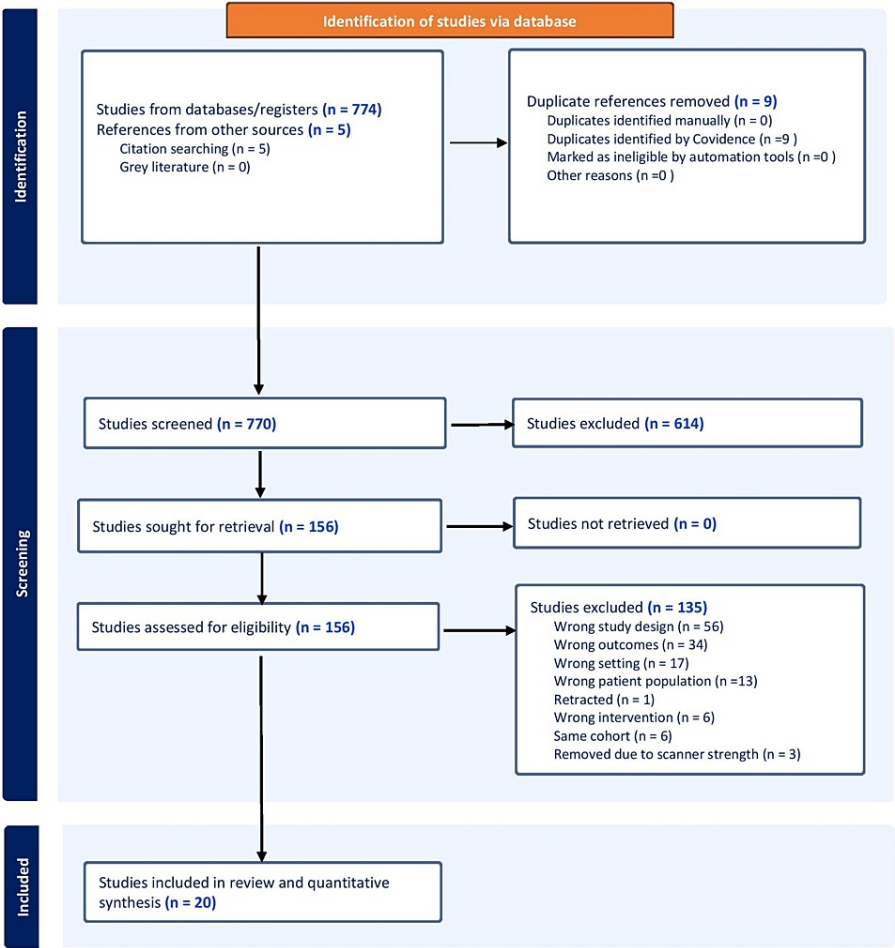 Identification of studies via database
Identification
Studies from databases/registers (n = 774)
References from other sources (n = 5)
Citation searching (n = 5)
Grey literature (n = 0)
Duplicate references removed (n = 9)
Duplicates identified manually (n = 0)
Duplicates identified by Covidence (n =9 )
Marked as ineligible by automation tools (n =0 )
Other reasons (n =0 )
Screening
Studies screened (n = 770)
Studies excluded (n = 614)
Studies sought for retrieval (n = 156)
Studies not retrieved (n = 0)
Studies assessed for eligibility (n = 156)
Studies excluded (n = 135)
Wrong study design (n = 56)
Wrong outcomes (n = 34)
Wrong setting (n = 17)
Wrong patient population (n =13)
Retracted (n = 1)
Wrong intervention (n = 6)
Same cohort (n = 6)
Removed due to scanner strength (n = 3)
Included
Studies included in review and quantitative
synthesis (n = 20)